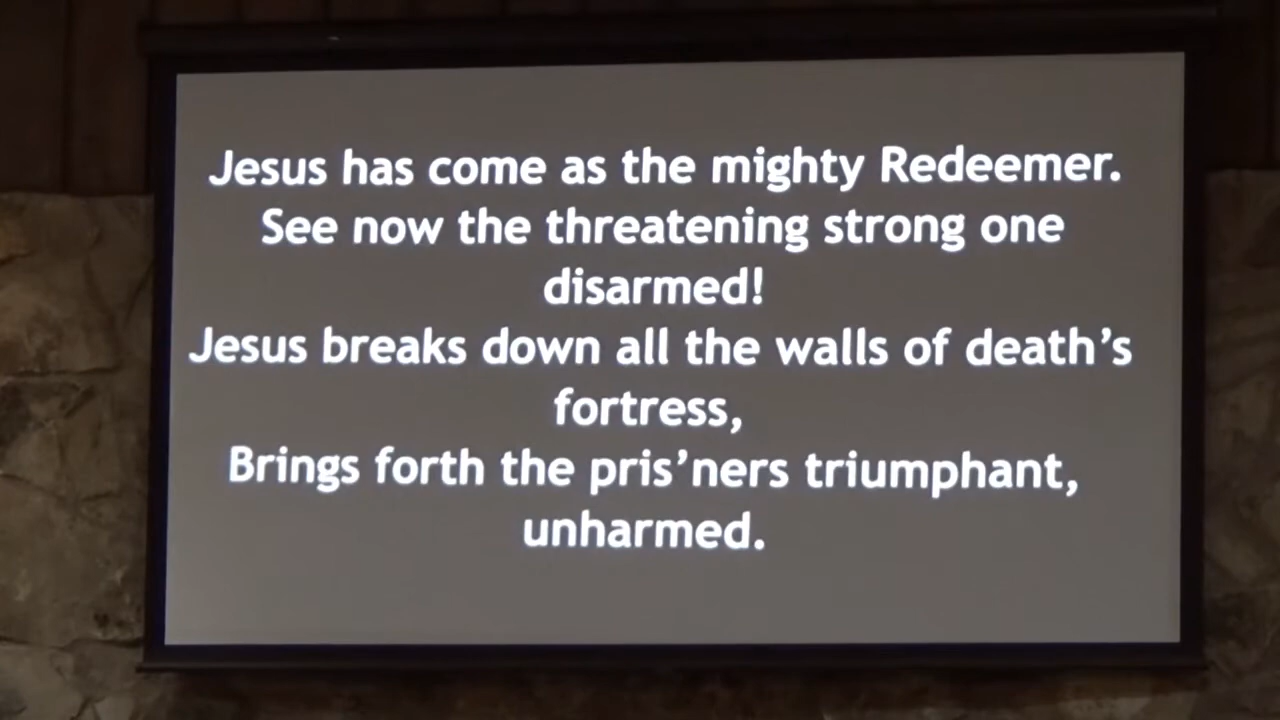 Jesus has come as the mighty Redeemer.
See now the threatening strong one
disarmed!
Jesus breaks down all the walls of death’s
fortress,
Brings forth the pris’ners triumphant,
unharmed.